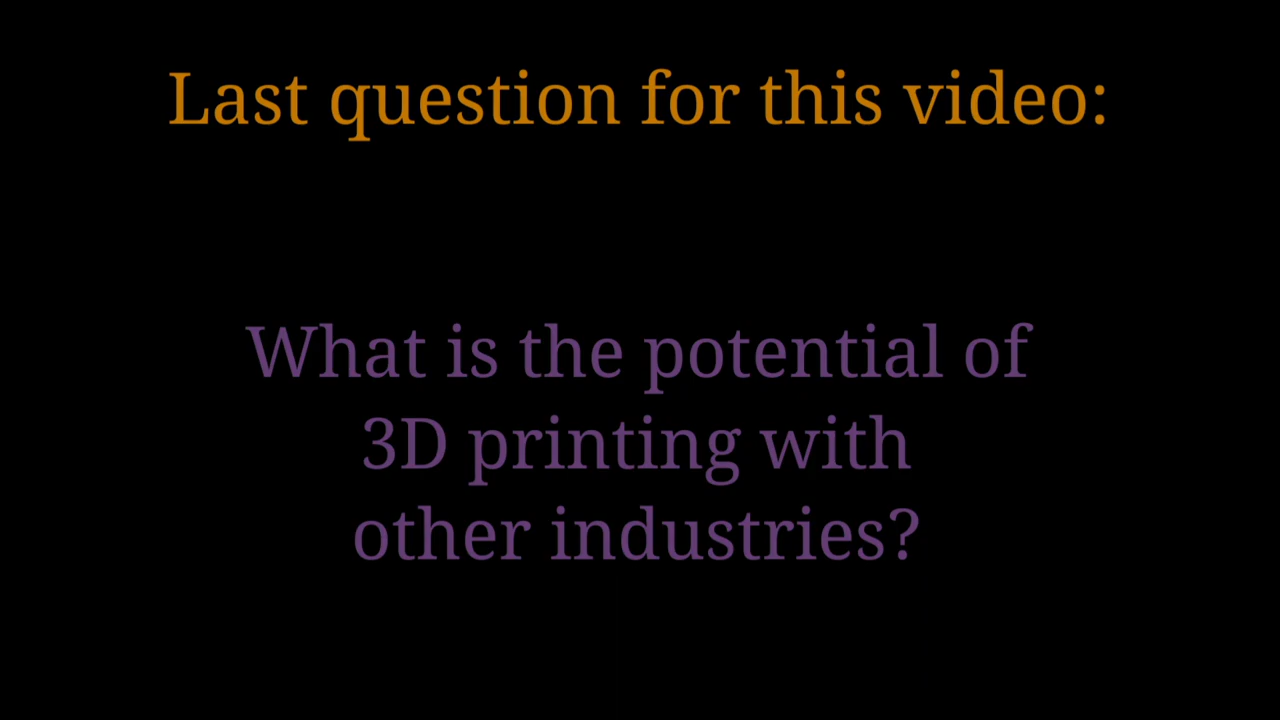 Last question for this video:
What is the potential of
3D printing with
other industries?